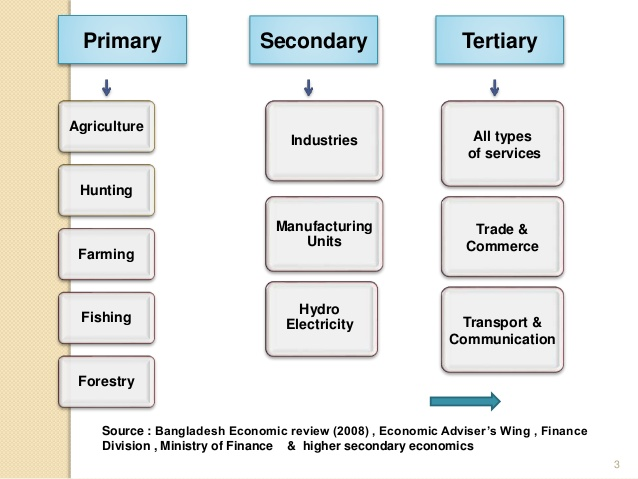 Primary
Secondary
Tertiary
Agriculture
Hunting
Farming
Fishing
Forestry
Industries
Manufacturing
Units
Hydro
Electricity
All types
of services
Trade &
Commerce
Transport &
Communication
Source : Bangladesh Economic review (2008) , Economic Adviser’s Wing , Finance
Division , Ministry of Finance & higher secondary economics
3